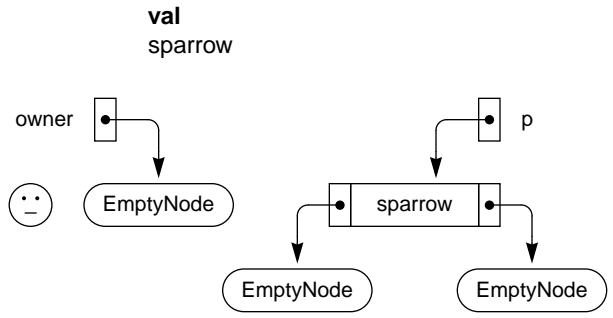 val
sparrow
owner
p
EmptyNode
sparrow
EmptyNode
EmptyNode